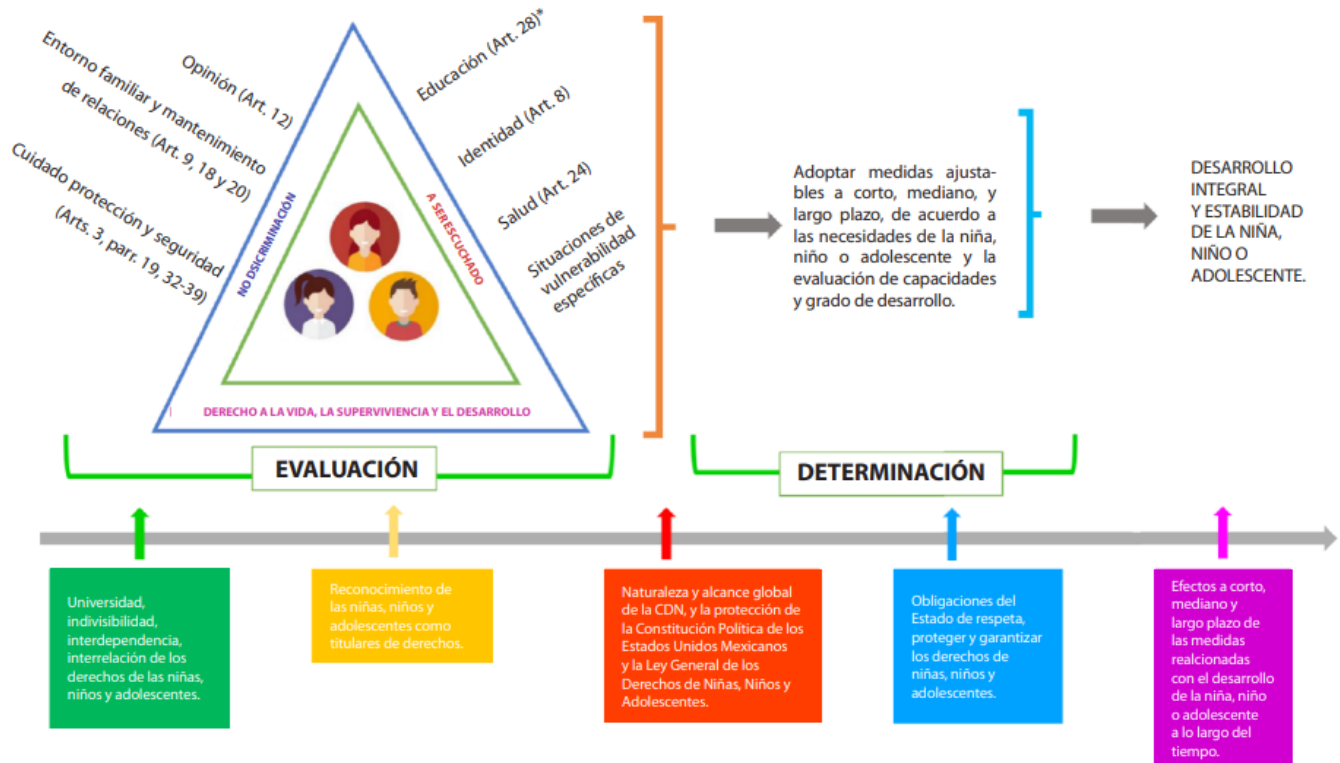 Opinión (Art. 12)
Entorno familiar y mantenimiento
de relaciones (Art. 9, 18 y 20)
Cuidado protección y seguridad
(Arts. 3, parr. 19, 32-39)
Educación (Art. 28)*
Identidad (Art. 8)
Salud (Art. 24)
Situaciones de
vulnerabilidad
específicas
NO DSICRIMINACIÓN
A SER ESCUCHADO
DERECHO A LA VIDA, LA SUPERVIVIENCIA Y EL DESARROLLO
Adoptar medidas ajusta-
bles a corto, mediano, y
largo plazo, de acuerdo a
las necesidades de la niña,
niño o adolescente y la
evaluación de capacidades
y grado de desarrollo.
DESARROLLO
INTEGRAL
Y ESTABILIDAD
DE LA NIÑA,
NIÑO O
ADOLESCENTE.
EVALUACIÓN
DETERMINACIÓN
Universidad,
indivisibilidad,
interdependencia,
interrelación de los
derechos de las niñas,
niños y adolescentes.
Reconocimiento de
las niñas, niños y
adolescentes como
titulares de derechos.
Naturaleza y alcance global
de la CDN, y la protección de
la Constitución Política de los
Estados Unidos Mexicanos
y la Ley General de los
Derechos de Niñas, Niños y
Adolescentes.
Obligaciones del
Estado de respeta,
proteger y garantizar
los derechos de
niñas, niños y
adolescentes.
Efectos a corto,
mediano y
largo plazo de
las medidas
realcionadas
con el desarrollo
de la niña, niño
o adolescente
a lo largo del
tiempo.